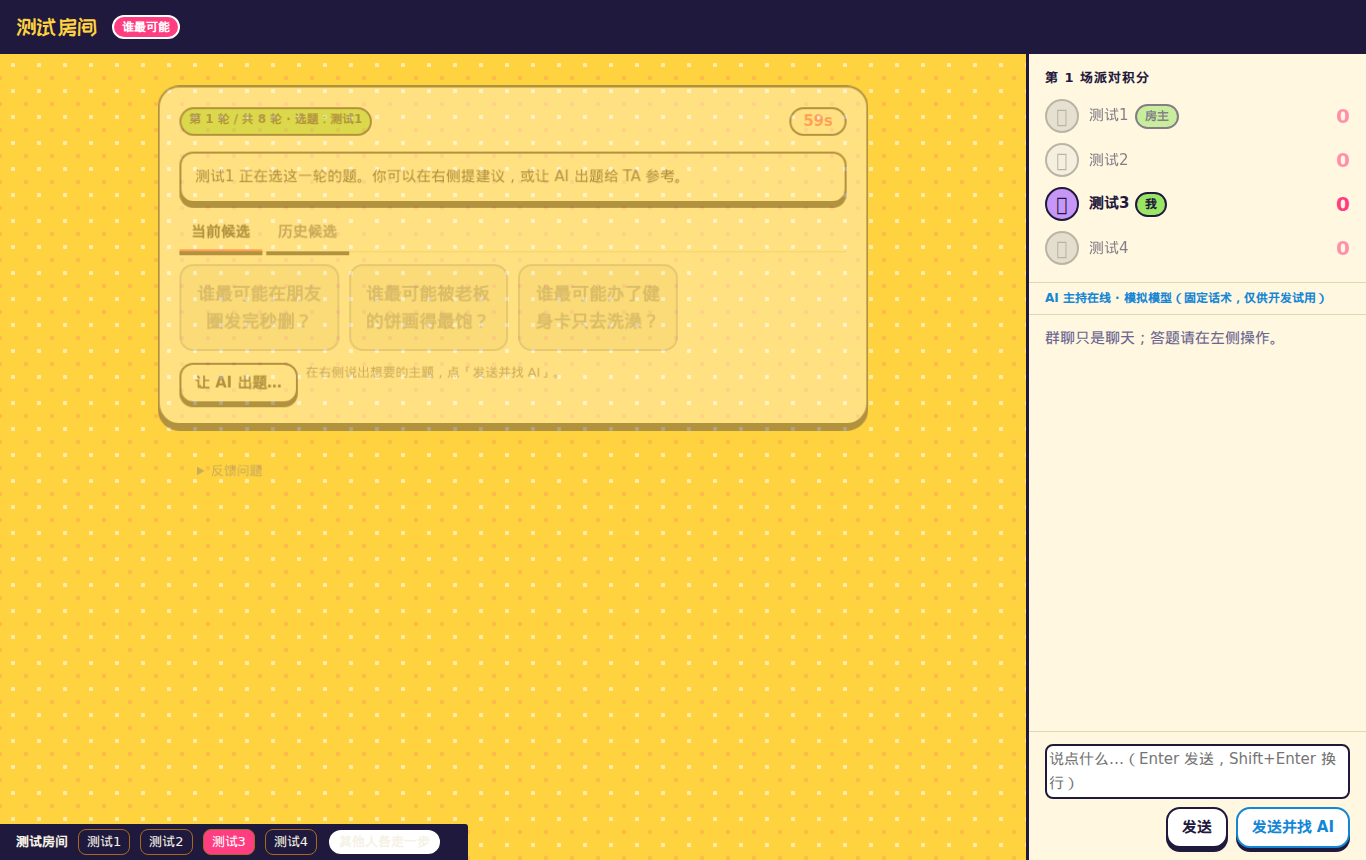 测试房间 谁最可能
第 1 轮 / 共 8 轮 · 选题：测试1 59s
测试1 正在选这一轮的题。你可以在右侧提建议，或让 AI 出题给 TA 参考。
当前候选 历史候选
谁最可能在朋友
圈发完秒删？
谁最可能被老板
的饼画得最饱？
谁最可能办了健
身卡只去洗澡？
让 AI 出题… 在右侧说出想要的主题，点「发送并找 AI」。
▸ 反馈问题
第 1 场派对积分
测试1 房主 0
测试2 0
测试3 我 0
测试4 0
AI 主持在线 · 模拟模型（固定话术，仅供开发试用）
群聊只是聊天；答题请在左侧操作。
说点什么…（Enter 发送，Shift+Enter 换
行）
发送 发送并找 AI
测试房间 测试1 测试2 测试3 测试4 其他人各走一步